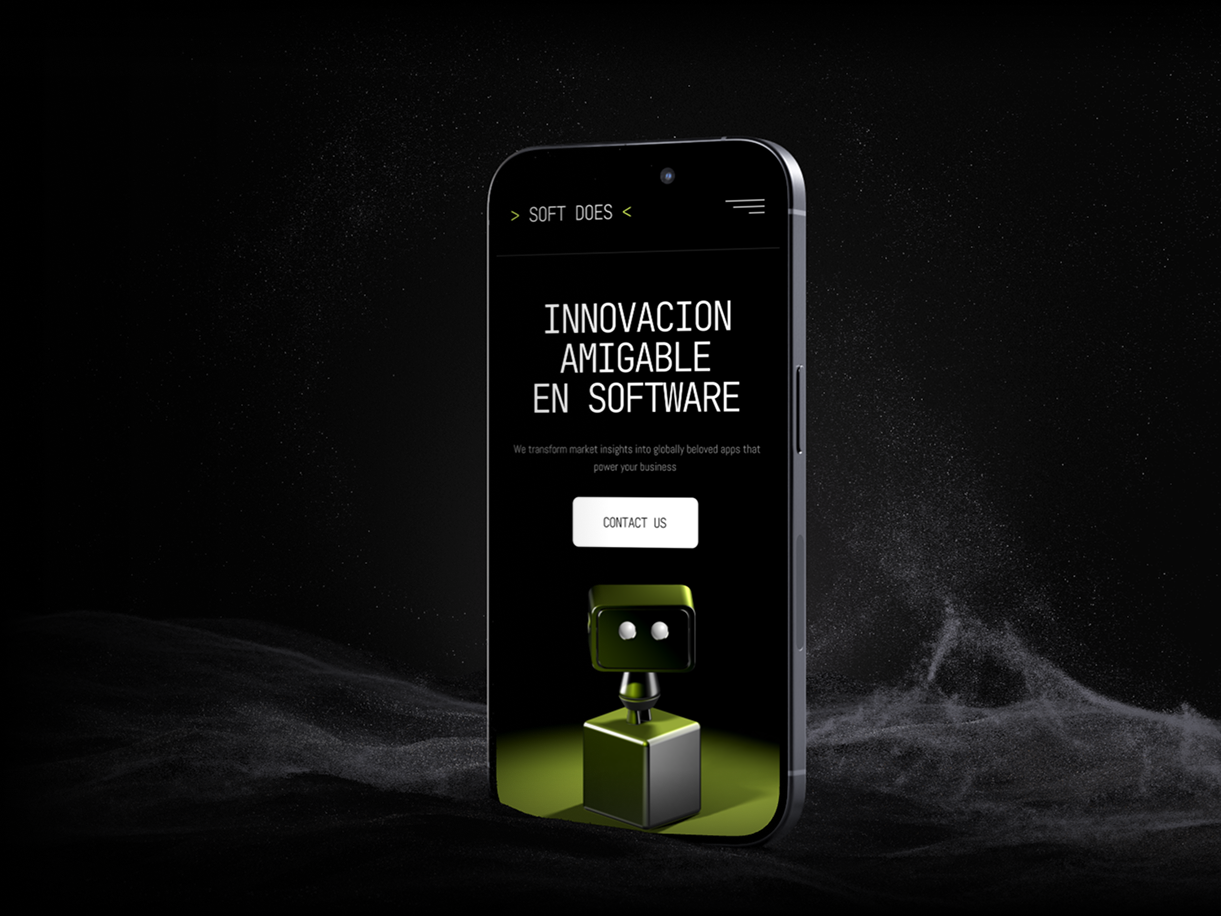 > SOFT DOES <
INNOVACION
AMIGABLE
EN SOFTWARE
We transform market insights into globally beloved apps that
power your business
CONTACT US